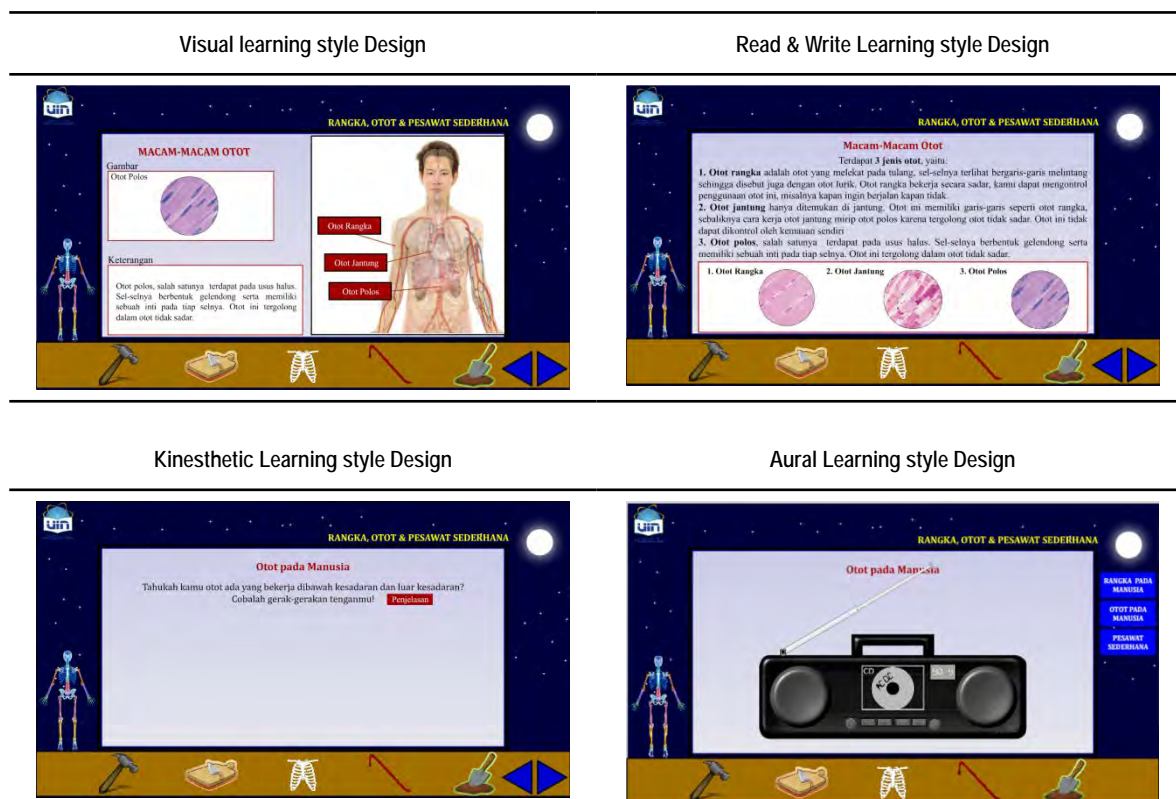 Visual learning style Design
Read & Write Learning style Design
uin
RANGKA, OTOT & PESAWAT SEDERHANA
MACAM-MACAM OTOT
Gambar
Otot Polos
Otot Rangka
Otot Jantung
Otot Polos
Keterangan
Otot polos, salah satunya terdapat pada usus halus.
Sel-selnya berbentuk gelendong serta memiliki
sebuah inti pada tiap selnya. Otot ini tergolong
dalam otot tidak sadar.
uin
RANGKA, OTOT & PESAWAT SEDERHANA
Macam-Macam Otot
Terdapat 3 jenis otot, yaitu:
1. Otot rangka adalah otot yang melekat pada tulang, sel-selnya terlihat bergaris-garis melintang
sehingga disebut juga dengan otot lurik. Otot rangka bekerja secara sadar, kamu dapat mengontrol
penggunaan otot ini, misalnya kapan ingin berjalan kapan tidak.
2. Otot jantung hanya ditemukan di jantung. Otot ini memiliki garis-garis seperti otot rangka,
sebaliknya cara kerja otot jantung mirip otot polos karena tergolong otot tidak sadar. Otot ini tidak
dapat dikontrol oleh kemauan sendiri
3. Otot polos, salah satunya terdapat pada usus halus. Sel-selnya berbentuk gelendong serta
memiliki sebuah inti pada tiap selnya. Otot ini tergolong dalam otot tidak sadar.
1. Otot Rangka
2. Otot Jantung
3. Otot Polos
Kinesthetic Learning style Design
Aural Learning style Design
uin
RANGKA, OTOT & PESAWAT SEDERHANA
Otot pada Manusia
Tahukah kamu otot ada yang bekerja dibawah kesadaran dan luar kesadaran?
Cobalah gerak-gerakan tenganmu! Penjelasan
uin
RANGKA, OTOT & PESAWAT SEDERHANA
Otot pada Manusia
CD
RANGKA PADA
MANUSIA
OTOT PADA
MANUSIA
PESAWAT
SEDERHANA